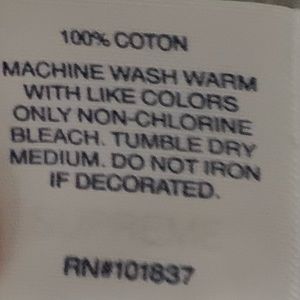 100% COTON
MACHINE WASH WARM
WITH LIKE COLORS
ONLY NON-CHLORINE
BLEACH. TUMBLE DRY
MEDIUM. DO NOT IRON
IF DECORATED.
RN#101837